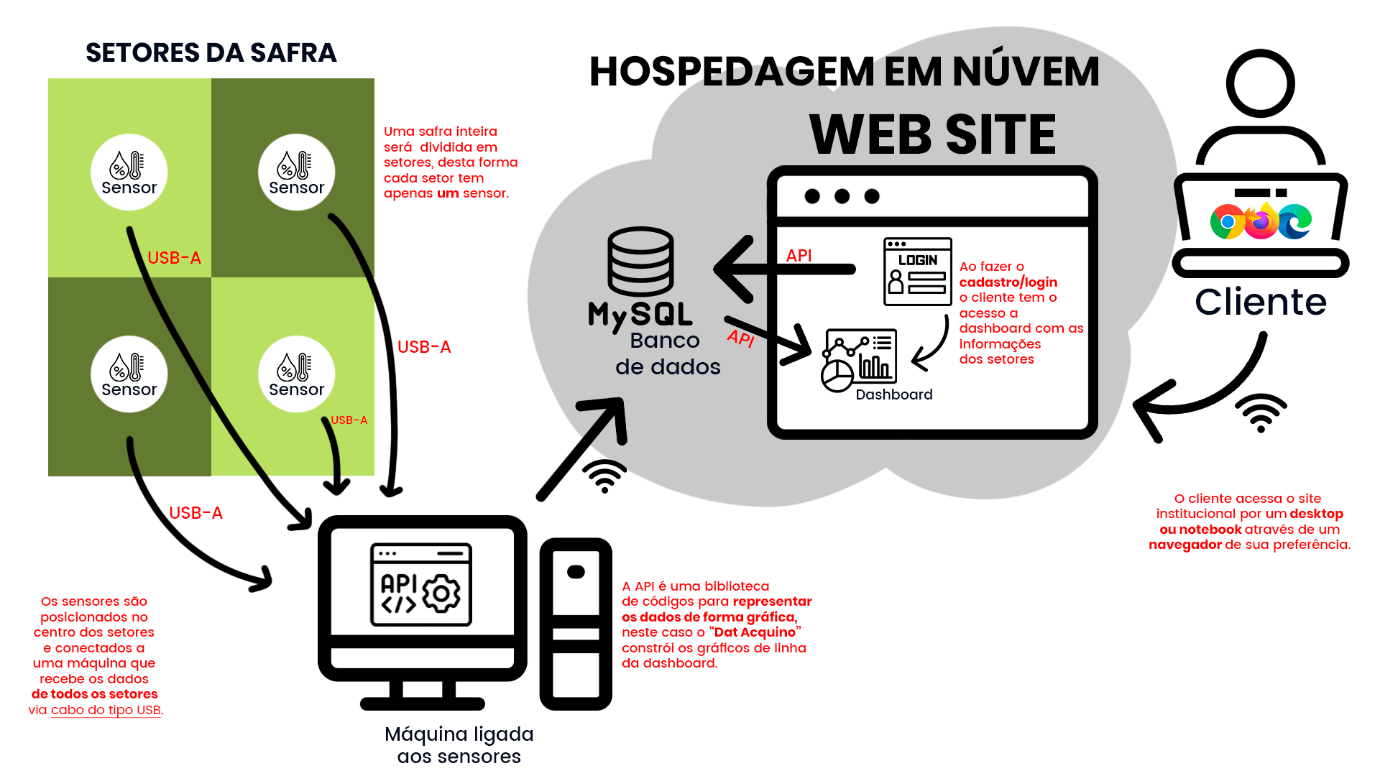 SETORES DA SAFRA
Sensor
Sensor
Sensor
Sensor
USB-A
USB-A
USB-A
USB-A
Uma safra inteira
será dividida em
setores, desta forma
cada setor tem
apenas um sensor.
Os sensores são
posicionados no
centro dos setores
e conectados a
uma máquina que
recebe os dados
de todos os setores
via cabo do tipo USB.
API
</>
Máquina ligada
aos sensores
A API é uma biblioteca
de códigos para representar
os dados de forma gráfica,
neste caso o “Dat Acquino”
constrói os gráficos de linha
da dashboard.
HOSPEDAGEM EM NÚVEM
WEB SITE
MySQL
Banco
de dados
API
API
LOGIN
Ao fazer o
cadastro/login
o cliente tem o
acesso a
dashboard com as
informações
dos setores
Dashboard
Cliente
O cliente acessa o site
institucional por um desktop
ou notebook através de um
navegador de sua preferência.